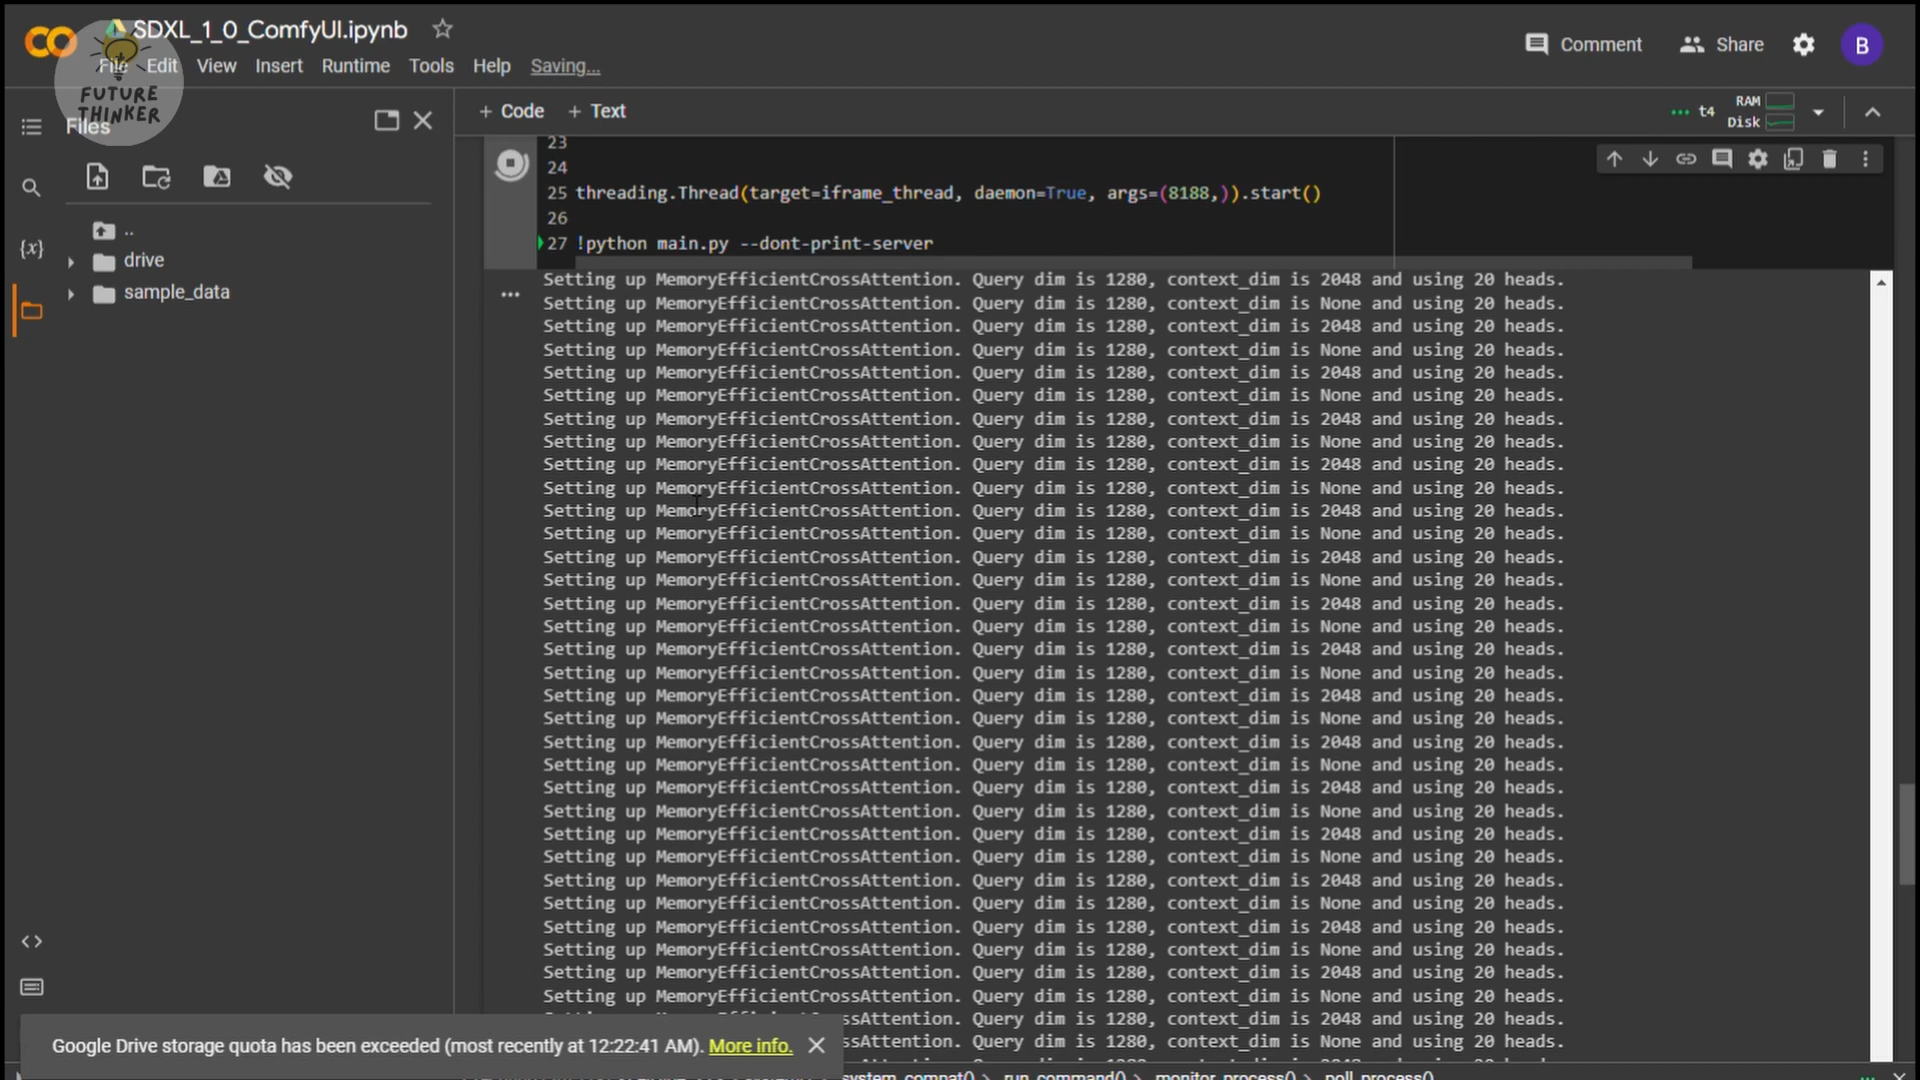 SDXL_1_0_ComfyUI.ipynb
File Edit View Insert Runtime Tools Help Saving...
Comment Share B
FUTURE
THINKER
Files
+ Code + Text
t4 RAM
Disk
..
drive
sample_data
23
24
25 threading.Thread(target=iframe_thread, daemon=True, args=(8188,)).start()
26
27 !python main.py --dont-print-server
Setting up MemoryEfficientCrossAttention. Query dim is 1280, context_dim is 2048 and using 20 heads.
Setting up MemoryEfficientCrossAttention. Query dim is 1280, context_dim is None and using 20 heads.
Setting up MemoryEfficientCrossAttention. Query dim is 1280, context_dim is 2048 and using 20 heads.
Setting up MemoryEfficientCrossAttention. Query dim is 1280, context_dim is None and using 20 heads.
Setting up MemoryEfficientCrossAttention. Query dim is 1280, context_dim is 2048 and using 20 heads.
Setting up MemoryEfficientCrossAttention. Query dim is 1280, context_dim is None and using 20 heads.
Setting up MemoryEfficientCrossAttention. Query dim is 1280, context_dim is 2048 and using 20 heads.
Setting up MemoryEfficientCrossAttention. Query dim is 1280, context_dim is None and using 20 heads.
Setting up MemoryEfficientCrossAttention. Query dim is 1280, context_dim is 2048 and using 20 heads.
Setting up MemoryEfficientCrossAttention. Query dim is 1280, context_dim is None and using 20 heads.
Setting up MemoryEfficientCrossAttention. Query dim is 1280, context_dim is 2048 and using 20 heads.
Setting up MemoryEfficientCrossAttention. Query dim is 1280, context_dim is None and using 20 heads.
Setting up MemoryEfficientCrossAttention. Query dim is 1280, context_dim is 2048 and using 20 heads.
Setting up MemoryEfficientCrossAttention. Query dim is 1280, context_dim is None and using 20 heads.
Setting up MemoryEfficientCrossAttention. Query dim is 1280, context_dim is 2048 and using 20 heads.
Setting up MemoryEfficientCrossAttention. Query dim is 1280, context_dim is None and using 20 heads.
Setting up MemoryEfficientCrossAttention. Query dim is 1280, context_dim is 2048 and using 20 heads.
Setting up MemoryEfficientCrossAttention. Query dim is 1280, context_dim is None and using 20 heads.
Setting up MemoryEfficientCrossAttention. Query dim is 1280, context_dim is 2048 and using 20 heads.
Setting up MemoryEfficientCrossAttention. Query dim is 1280, context_dim is None and using 20 heads.
Setting up MemoryEfficientCrossAttention. Query dim is 1280, context_dim is 2048 and using 20 heads.
Setting up MemoryEfficientCrossAttention. Query dim is 1280, context_dim is None and using 20 heads.
Setting up MemoryEfficientCrossAttention. Query dim is 1280, context_dim is 2048 and using 20 heads.
Setting up MemoryEfficientCrossAttention. Query dim is 1280, context_dim is None and using 20 heads.
Setting up MemoryEfficientCrossAttention. Query dim is 1280, context_dim is 2048 and using 20 heads.
Setting up MemoryEfficientCrossAttention. Query dim is 1280, context_dim is None and using 20 heads.
Setting up MemoryEfficientCrossAttention. Query dim is 1280, context_dim is 2048 and using 20 heads.
Setting up MemoryEfficientCrossAttention. Query dim is 1280, context_dim is None and using 20 heads.
Setting up MemoryEfficientCrossAttention. Query dim is 1280, context_dim is 2048 and using 20 heads.
Setting up MemoryEfficientCrossAttention. Query dim is 1280, context_dim is None and using 20 heads.
Setting up MemoryEfficientCrossAttention. Query dim is 1280, context_dim is 2048 and using 20 heads.
Setting up MemoryEfficientCrossAttention. Query dim is 1280, context_dim is None and using 20 heads.
ssAttention. Query dim is 1280, context_dim is 2048 and using 20 heads.
ssAttention. Query dim is 1280, context_dim is None and using 20 heads.
Google Drive storage quota has been exceeded (most recently at 12:22:41 AM). More info.
system_compat() > _run_command() > _monitor_process() > _poll_process()